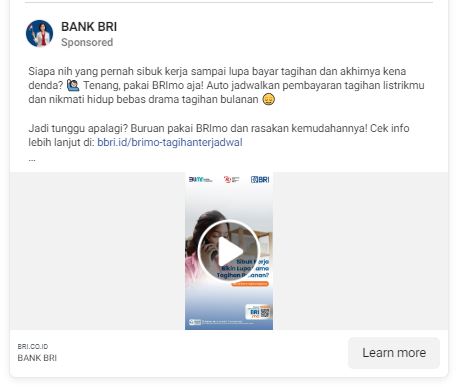 BANK BRI
Sponsored
Siapa nih yang pernah sibuk kerja sampai lupa bayar tagihan dan akhirnya kena
denda? 🙋🏻 Tenang, pakai BRImo aja! Auto jadwalkan pembayaran tagihan listrikmu
dan nikmati hidup bebas drama tagihan bulanan 😌
Jadi tunggu apalagi? Buruan pakai BRImo dan rasakan kemudahannya! Cek info
lebih lanjut di: bbri.id/brimo-tagihanterjadwal
...
BRI
Sibuk Kerja
Bikin Lupa Sama
Tagihan Bulanan?
BRI
BRI.CO.ID
BANK BRI
Learn more